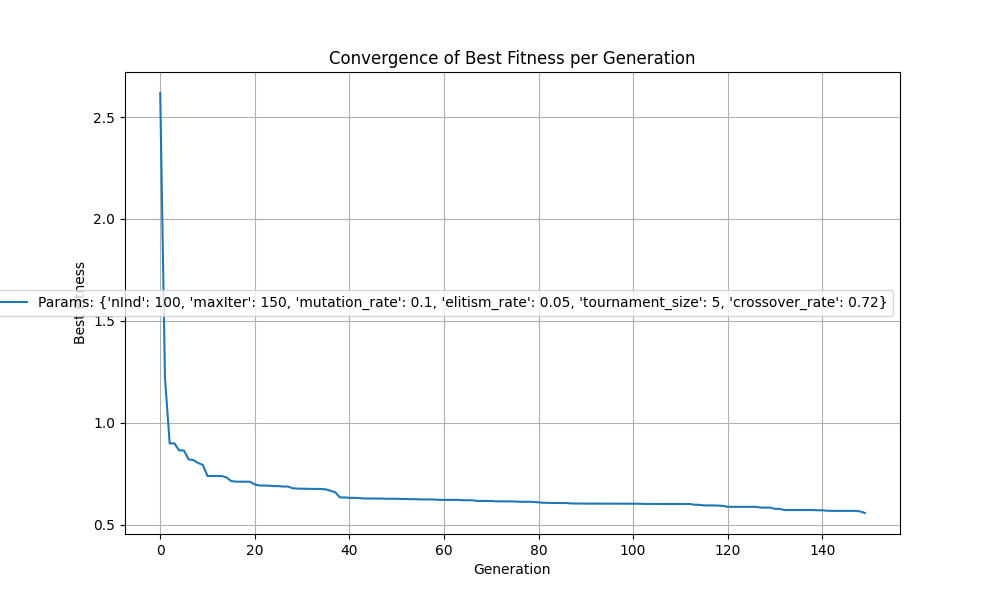 Convergence of Best Fitness per Generation
2.5
2.0
1.5
1.0
0.5
Best
ness
Params: {'nInd': 100, 'maxIter': 150, 'mutation_rate': 0.1, 'elitism_rate': 0.05, 'tournament_size': 5, 'crossover_rate': 0.72}
0 20 40 60 80 100 120 140
Generation